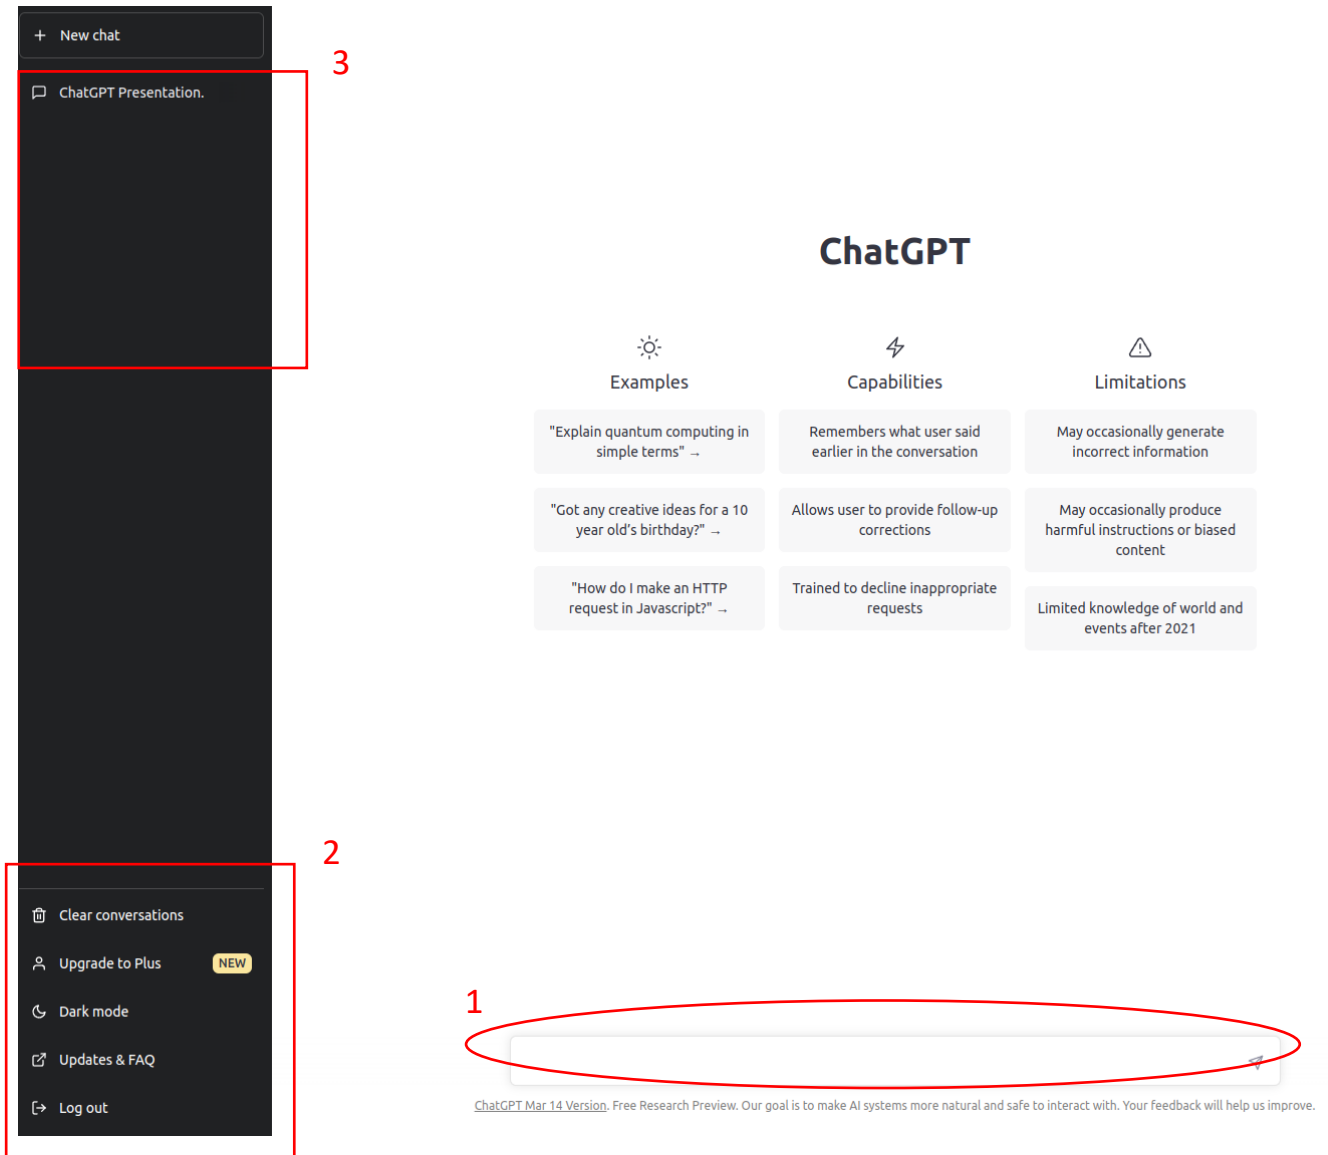 New chat
3
ChatGPT Presentation.
ChatGPT
Examples
"Explain quantum computing in
simple terms" →
"Got any creative ideas for a 10
year old's birthday?" →
"How do I make an HTTP
request in Javascript?" →
Capabilities
Remembers what user said
earlier in the conversation
Allows user to provide follow-up
corrections
Trained to decline inappropriate
requests
Limitations
May occasionally generate
incorrect information
May occasionally produce
harmful instructions or biased
content
Limited knowledge of world and
events after 2021
2
Clear conversations
Upgrade to Plus NEW
Dark mode
Updates & FAQ
Log out
1
ChatGPT Mar 14 Version. Free Research Preview. Our goal is to make AI systems more natural and safe to interact with. Your feedback will help us improve.